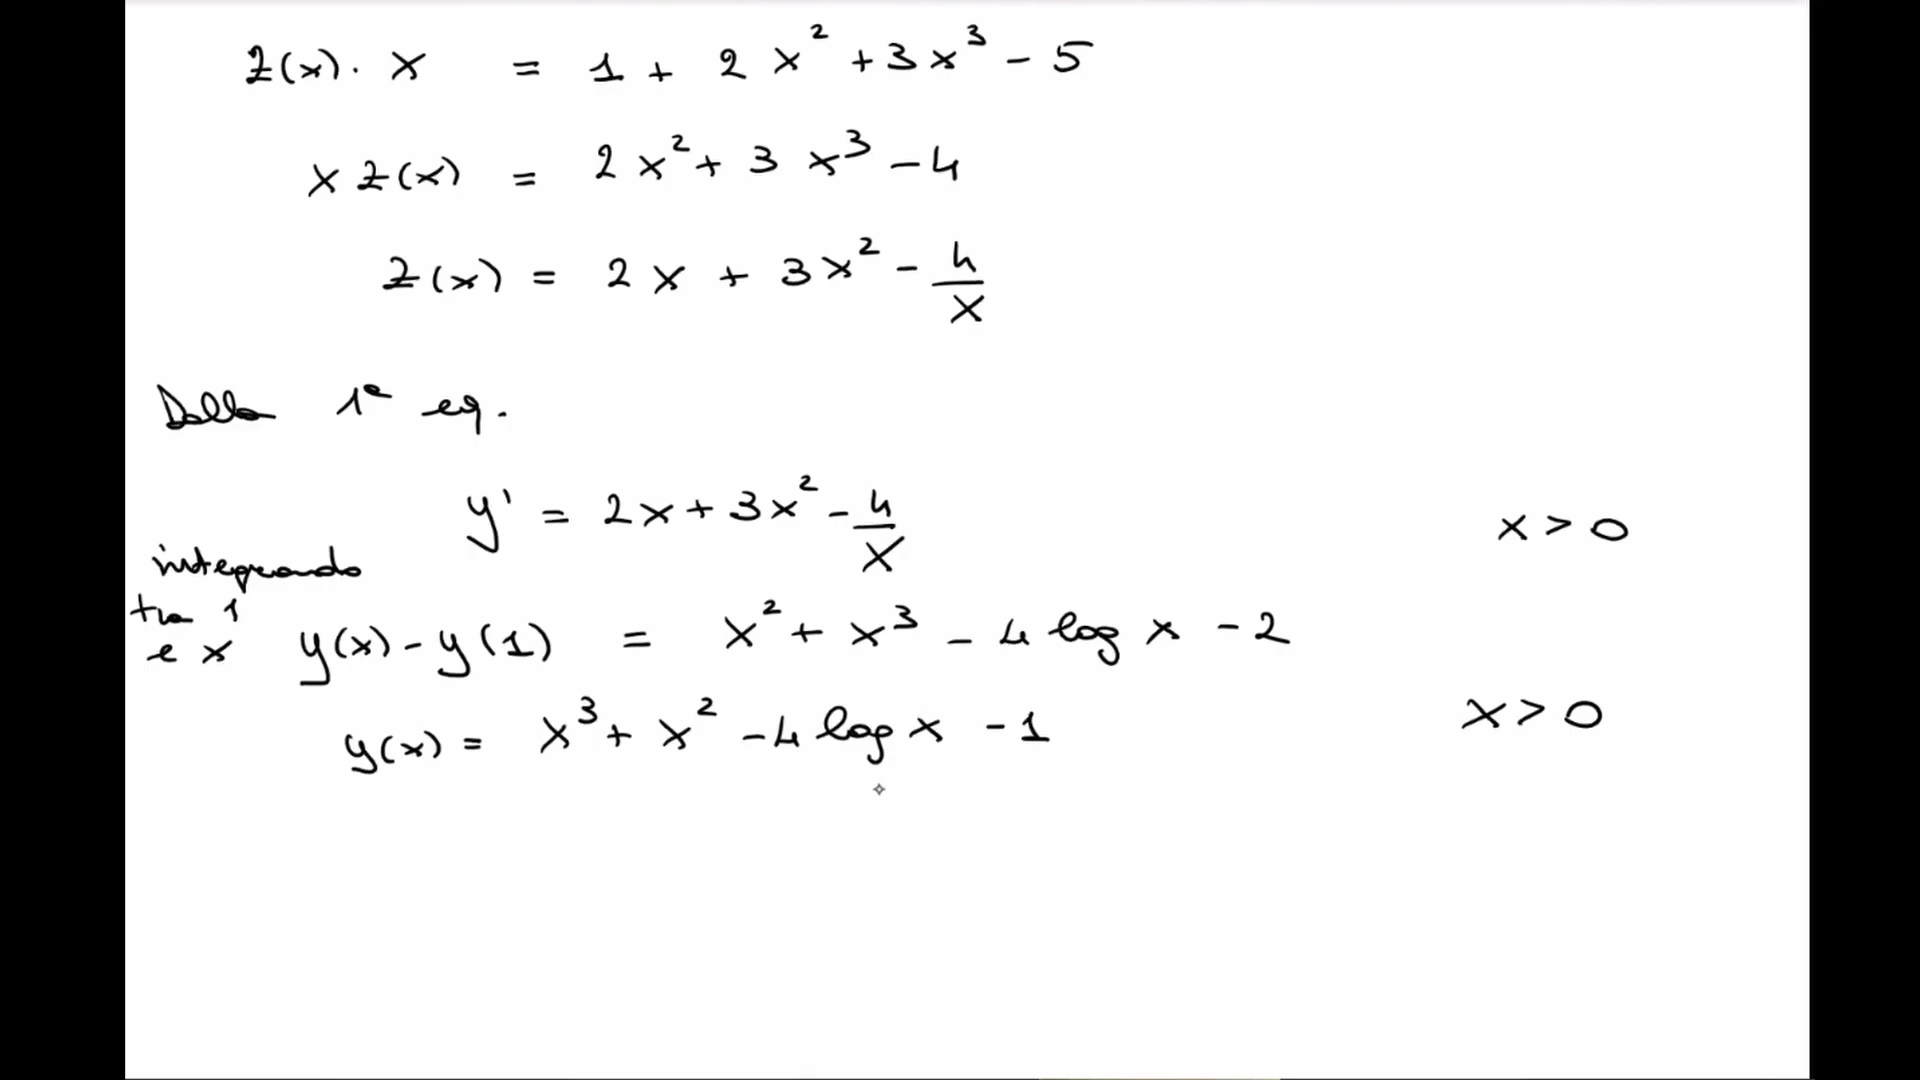 z(x) · x = 1 + 2x² + 3x³ - 5
x z(x) = 2x² + 3x³ - 4
z(x) = 2x + 3x² - 4/x
Dalla 1ª eq.
y' = 2x + 3x² - 4/x x > 0
integrando
tra 1
e x y(x) - y(1) = x² + x³ - 4 log x - 2
y(x) = x³ + x² - 4 log x - 1 x > 0